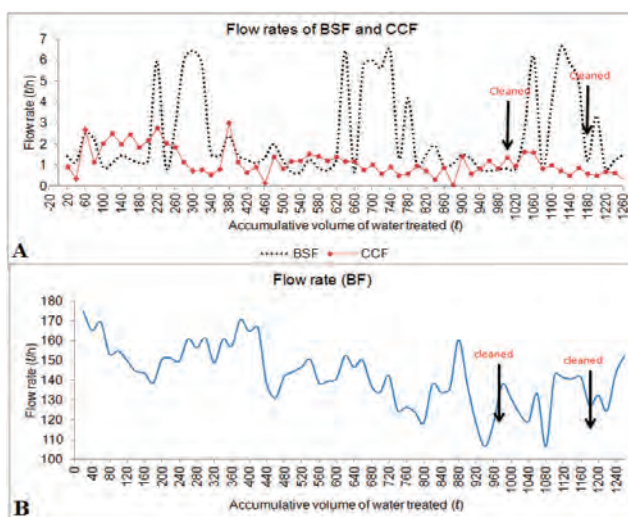 Flow rates of BSF and CCF
Flow rate (ℓ/h)
7
6
5
4
3
2
1
0
Cleaned
Cleaned
-20 20 60 100 140 180 220 260 300 340 380 420 460 500 540 580 620 660 700 740 780 820 860 900 940 980 1020 1060 1100 1140 1180 1220 1260
Accumulative volume of water treated (ℓ)
A
BSF CCF
Flow rate (BF)
Flow rate (ℓ/h)
180
170
160
150
140
130
120
110
100
cleaned
cleaned
0 40 80 120 160 200 240 280 320 360 400 440 480 520 560 600 640 680 720 760 800 840 880 920 960 1000 1040 1080 1120 1160 1200 1240
Accumulative volume of water treated (ℓ)
B